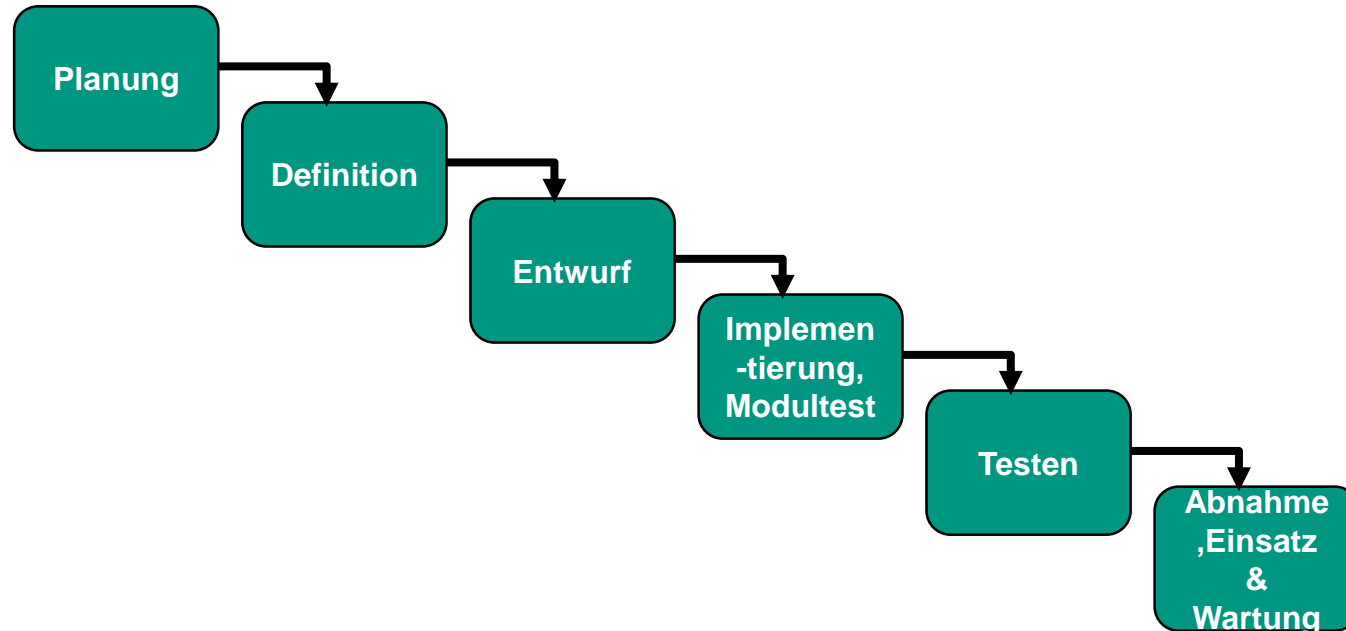 Planung
Definition
Entwurf
Implemen
-tierung,
Modultest
Testen
Abnahme
,Einsatz
&
Wartung